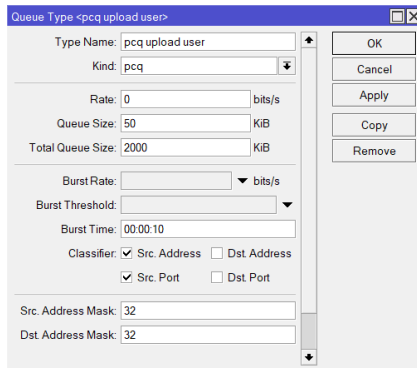 Queue Type <pcq upload user>
Type Name: pcq upload user
OK
Kind: pcq
Cancel
Rate: 0 bits/s
Apply
Queue Size: 50 KiB
Copy
Total Queue Size: 2000 KiB
Remove
Burst Rate: bits/s
Burst Threshold:
Burst Time: 00:00:10
Classifier: Src. Address Dst. Address
Src. Port Dst. Port
Src. Address Mask: 32
Dst. Address Mask: 32